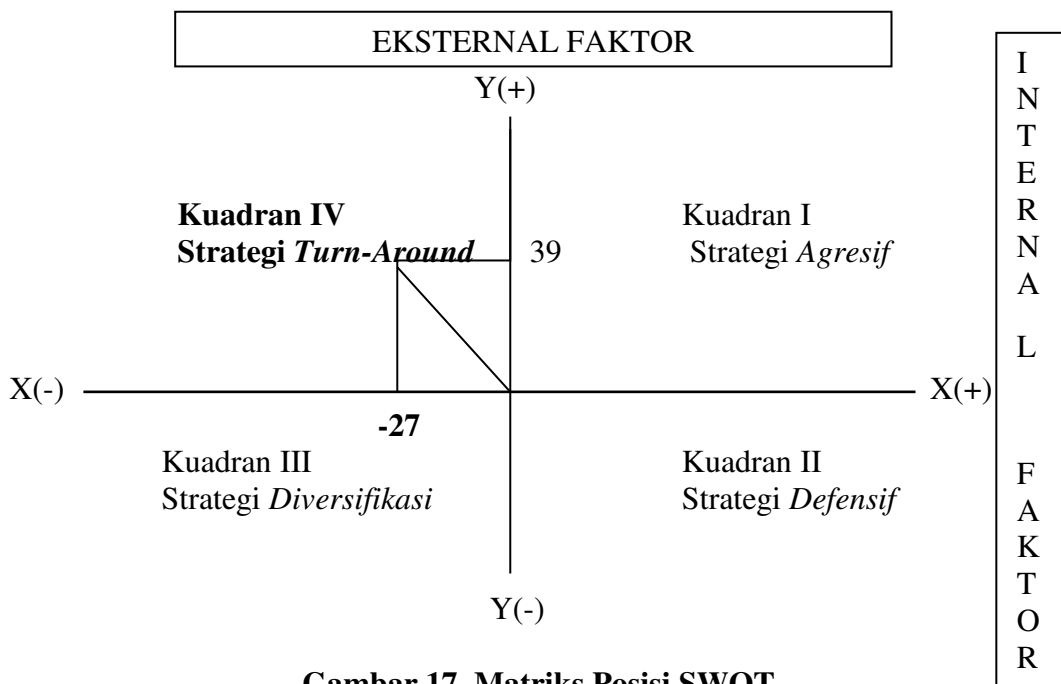 EKSTERNAL FAKTOR
Y(+)
Kuadran IV
Strategi Turn-Around
39
Kuadran I
Strategi Agresif
X(-)
X(+)
-27
Kuadran III
Strategi Diversifikasi
Kuadran II
Strategi Defensif
Y(-)
I
N
T
E
R
N
A
L
F
A
K
T
O
R
Gambar 17. Matriks Posisi SWOT